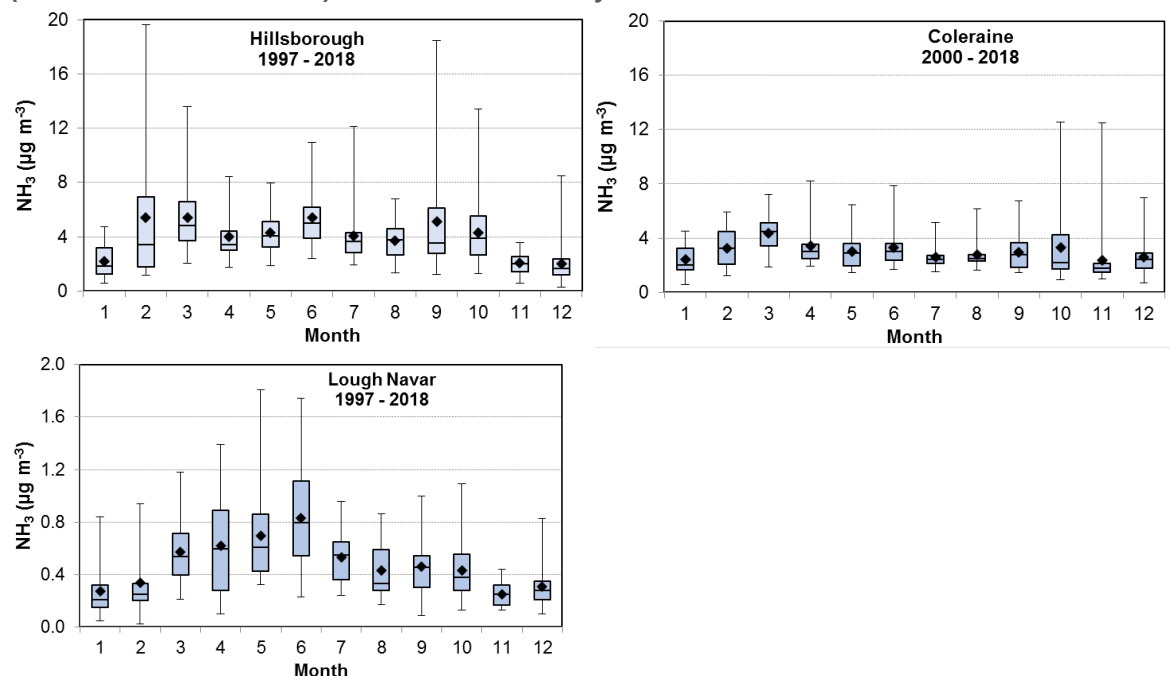 20
16
12
8
4
0
NH₃ (µg m⁻³)
Hillsborough
1997 - 2018
1 2 3 4 5 6 7 8 9 10 11 12
Month
20
16
12
8
4
0
NH₃ (µg m⁻³)
Coleraine
2000 - 2018
1 2 3 4 5 6 7 8 9 10 11 12
Month
2.0
1.6
1.2
0.8
0.4
0.0
NH₃ (µg m⁻³)
Lough Navar
1997 - 2018
1 2 3 4 5 6 7 8 9 10 11 12
Month